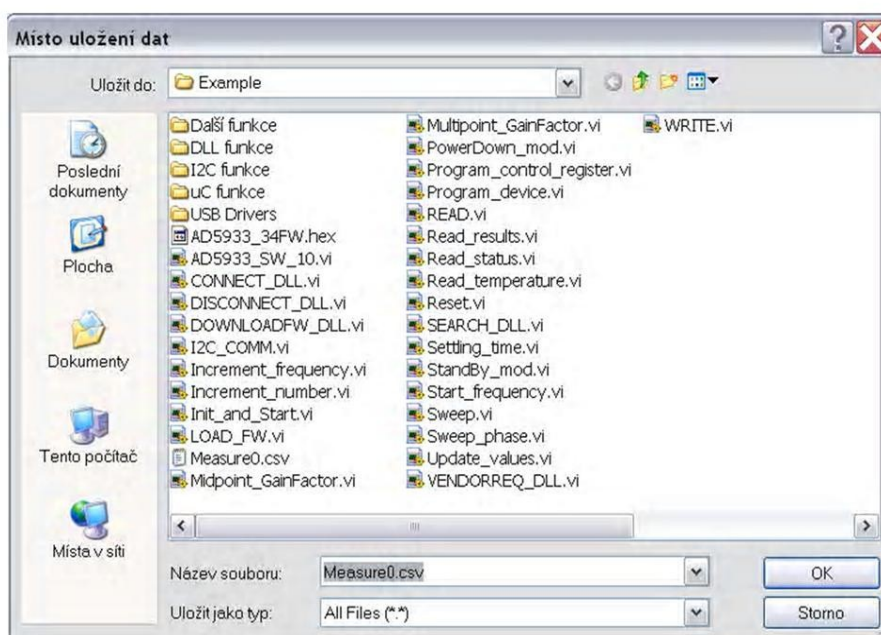 Místo uložení dat
Uložit do:
Example
Poslední
dokumenty
Plocha
Dokumenty
Tento počítač
Místa v síti
Další funkce
DLL funkce
I2C funkce
uC funkce
USB Drivers
AD5933_34FW.hex
AD5933_SW_10.vi
CONNECT_DLL.vi
DISCONNECT_DLL.vi
DOWNLOADFW_DLL.vi
I2C_COMM.vi
Increment_frequency.vi
Increment_number.vi
Init_and_Start.vi
LOAD_FW.vi
Measure0.csv
Midpoint_GainFactor.vi
Multipoint_GainFactor.vi
PowerDown_mod.vi
Program_control_register.vi
Program_device.vi
READ.vi
Read_results.vi
Read_status.vi
Read_temperature.vi
Reset.vi
SEARCH_DLL.vi
Settling_time.vi
StandBy_mod.vi
Start_frequency.vi
Sweep.vi
Sweep_phase.vi
Update_values.vi
VENDORREQ_DLL.vi
WRITE.vi
Název souboru:
Measure0.csv
OK
Uložit jako typ:
All Files (*.*)
Storno